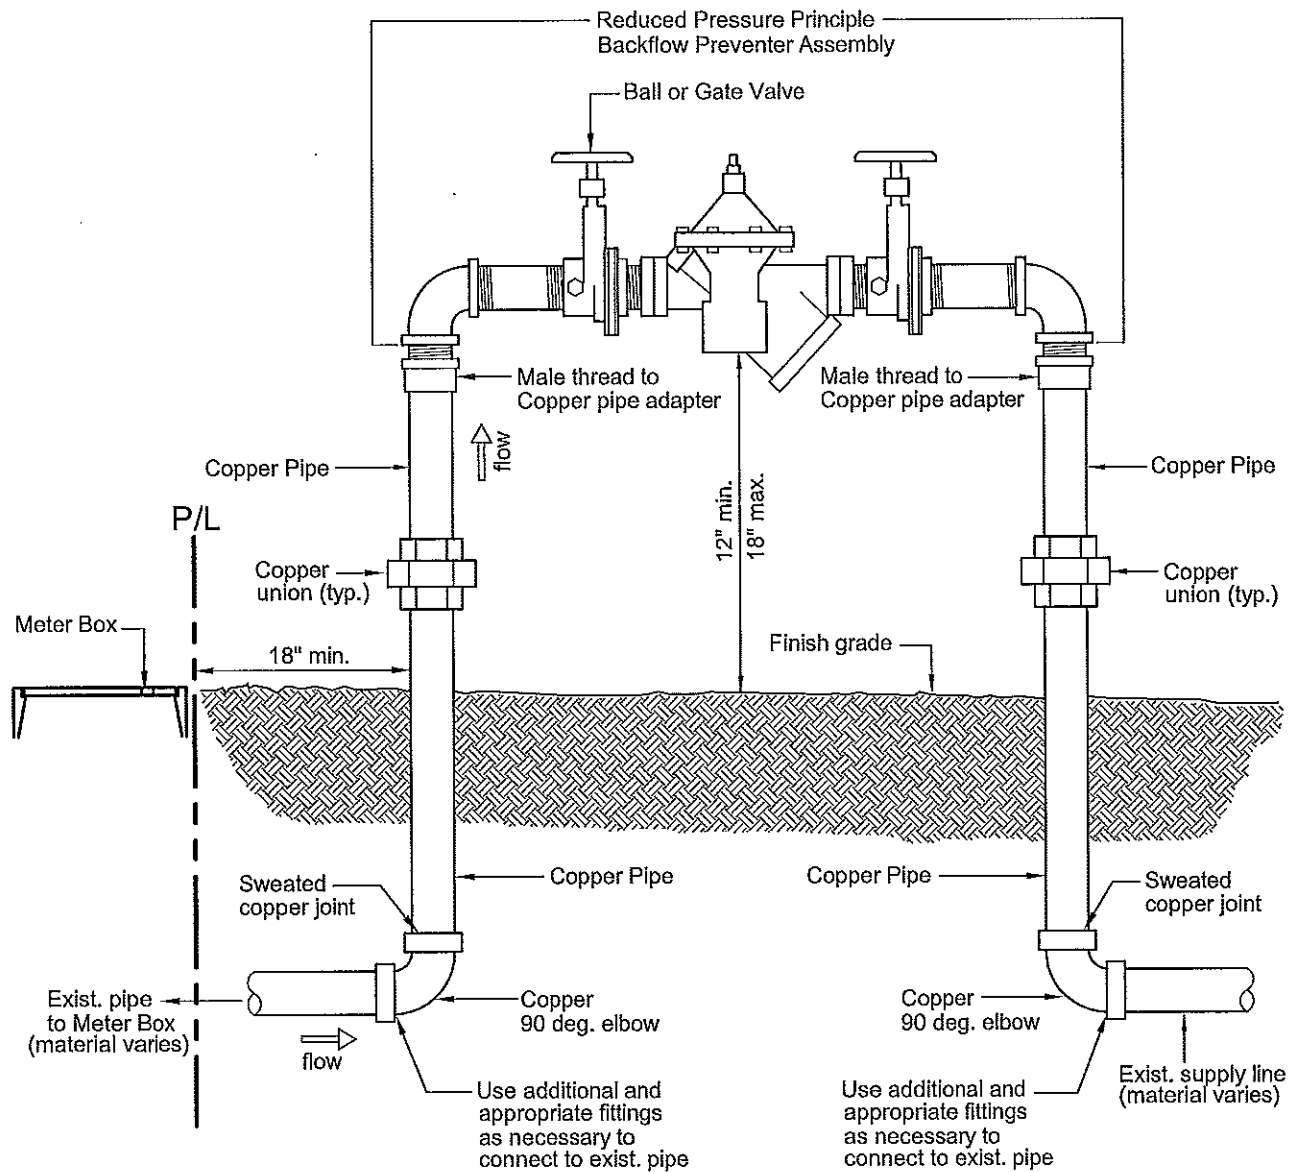 Reduced Pressure Principle
Backflow Preventer Assembly
Ball or Gate Valve
Male thread to
Copper pipe adapter
Male thread to
Copper pipe adapter
flow
Copper Pipe
Copper Pipe
12" min.
18" max.
P/L
Copper
union (typ.)
Copper
union (typ.)
Meter Box
18" min.
Finish grade
Sweated
copper joint
Copper Pipe
Copper Pipe
Sweated
copper joint
Exist. pipe
to Meter Box
(material varies)
Copper
90 deg. elbow
Copper
90 deg. elbow
flow
Use additional and
appropriate fittings
as necessary to
connect to exist. pipe
Use additional and
appropriate fittings
as necessary to
connect to exist. pipe
Exist. supply line
(material varies)